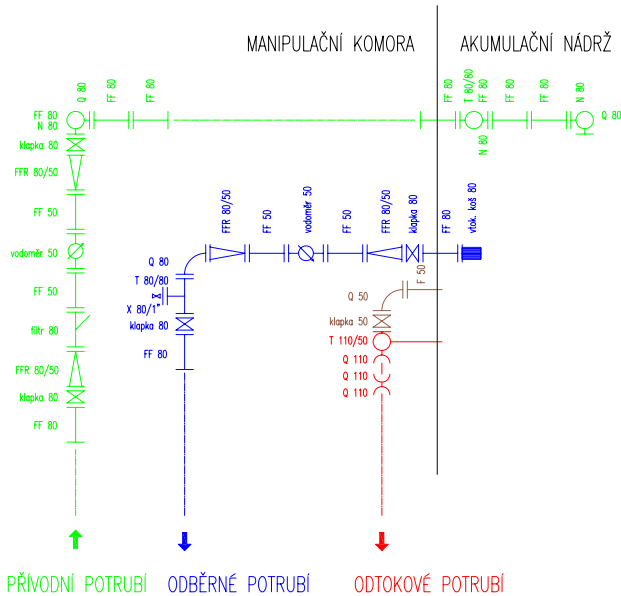 MANIPULAČNÍ KOMORA
AKUMULAČNÍ NÁDRŽ
Q 80
FF 80
FF 80
FF 80
T 80/80
FF 80
FF 80
N 80
Q 80
FF 80
N 80
N 80
klapka 80
FFR 80/50
FF 50
vodoměr 50
FF 50
filtr 80
FFR 80/50
klapka 80
FF 80
FFR 80/50
FF 50
vodoměr 50
FF 50
FFR 80/50
klapka 80
FF 80
vtok. koš 80
Q 80
T 80/80
X 80/1"
klapka 80
FF 80
F 50
Q 50
klapka 50
T 110/50
Q 110
Q 110
Q 110
PŘÍVODNÍ POTRUBÍ
ODBĚRNÉ POTRUBÍ
ODTOKOVÉ POTRUBÍ